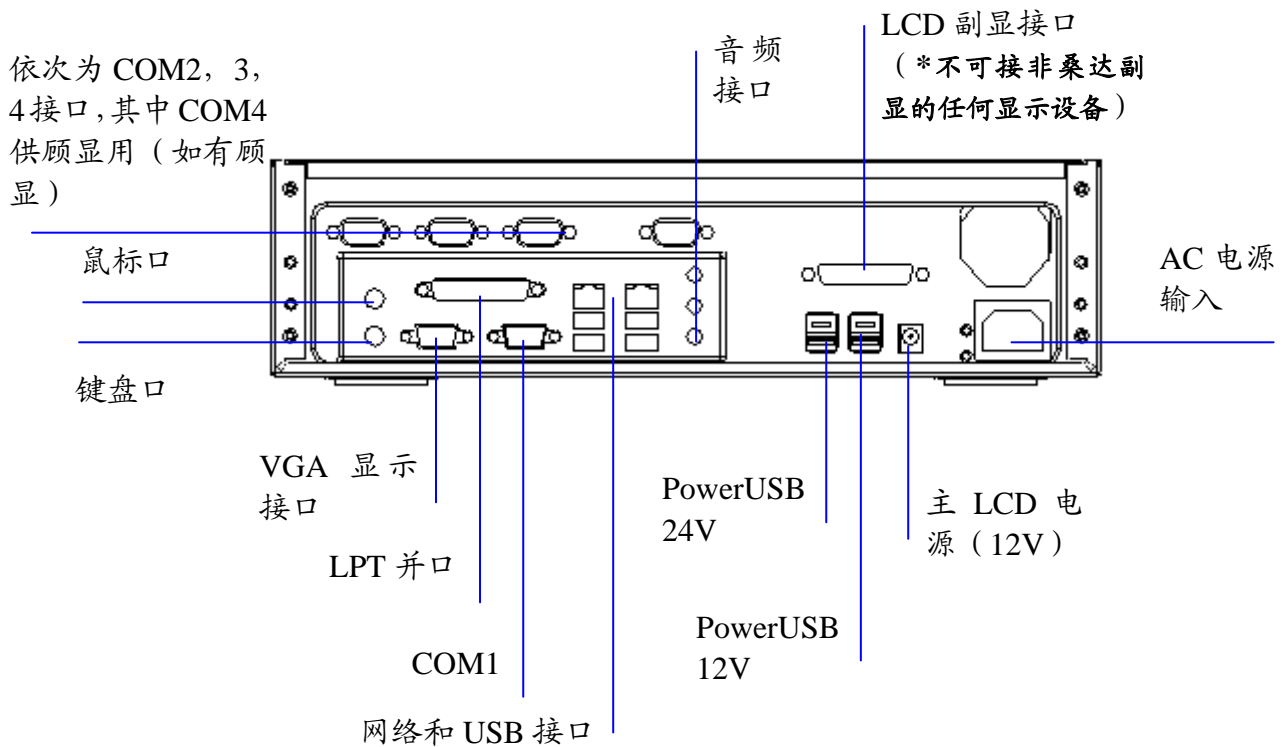 依次为 COM2，3，
4接口，其中 COM4
供顾显用（如有顾
显）
音 频
接口
LCD 副显接口
（*不可接非桑达副
显的任何显示设备）
鼠标口
AC 电源
输入
键盘口
VGA 显示
接口
PowerUSB
24V
主 LCD 电
源（12V）
LPT 并口
PowerUSB
12V
COM1
网络和 USB 接口